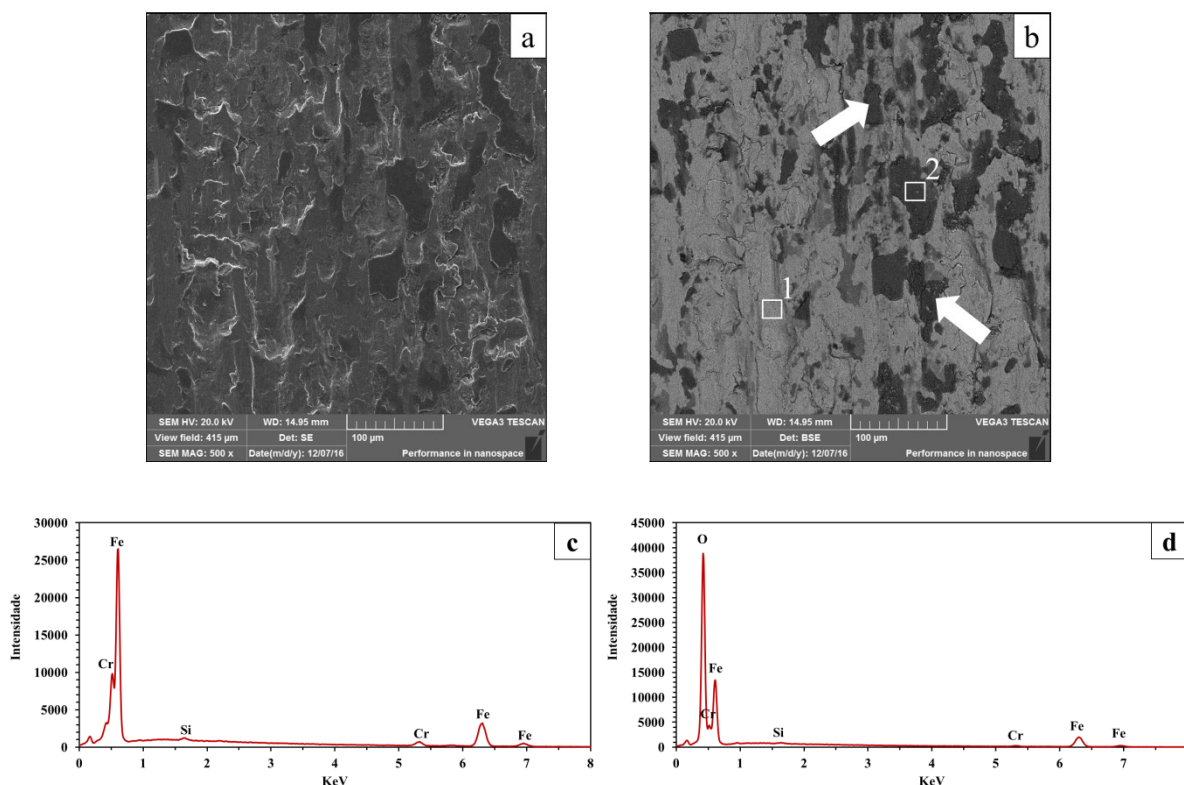 a
b
2
1
SEM HV: 20.0 kV WD: 14.95 mm VEGA3 TESCAN
View field: 415 µm Det: SE 100 µm
SEM MAG: 500 x Date(m/d/y): 12/07/16 Performance in nanospace
SEM HV: 20.0 kV WD: 14.95 mm VEGA3 TESCAN
View field: 415 µm Det: BSE 100 µm
SEM MAG: 500 x Date(m/d/y): 12/07/16 Performance in nanospace
c
30000
25000
20000
15000
10000
5000
0
Intensidade
Fe
Cr
Si
Cr
Fe
Fe
0 1 2 3 4 5 6 7 8
KeV
d
45000
40000
35000
30000
25000
20000
15000
10000
5000
0
Intensidade
O
Fe
Cr
Si
Cr
Fe
Fe
0 1 2 3 4 5 6 7
KeV